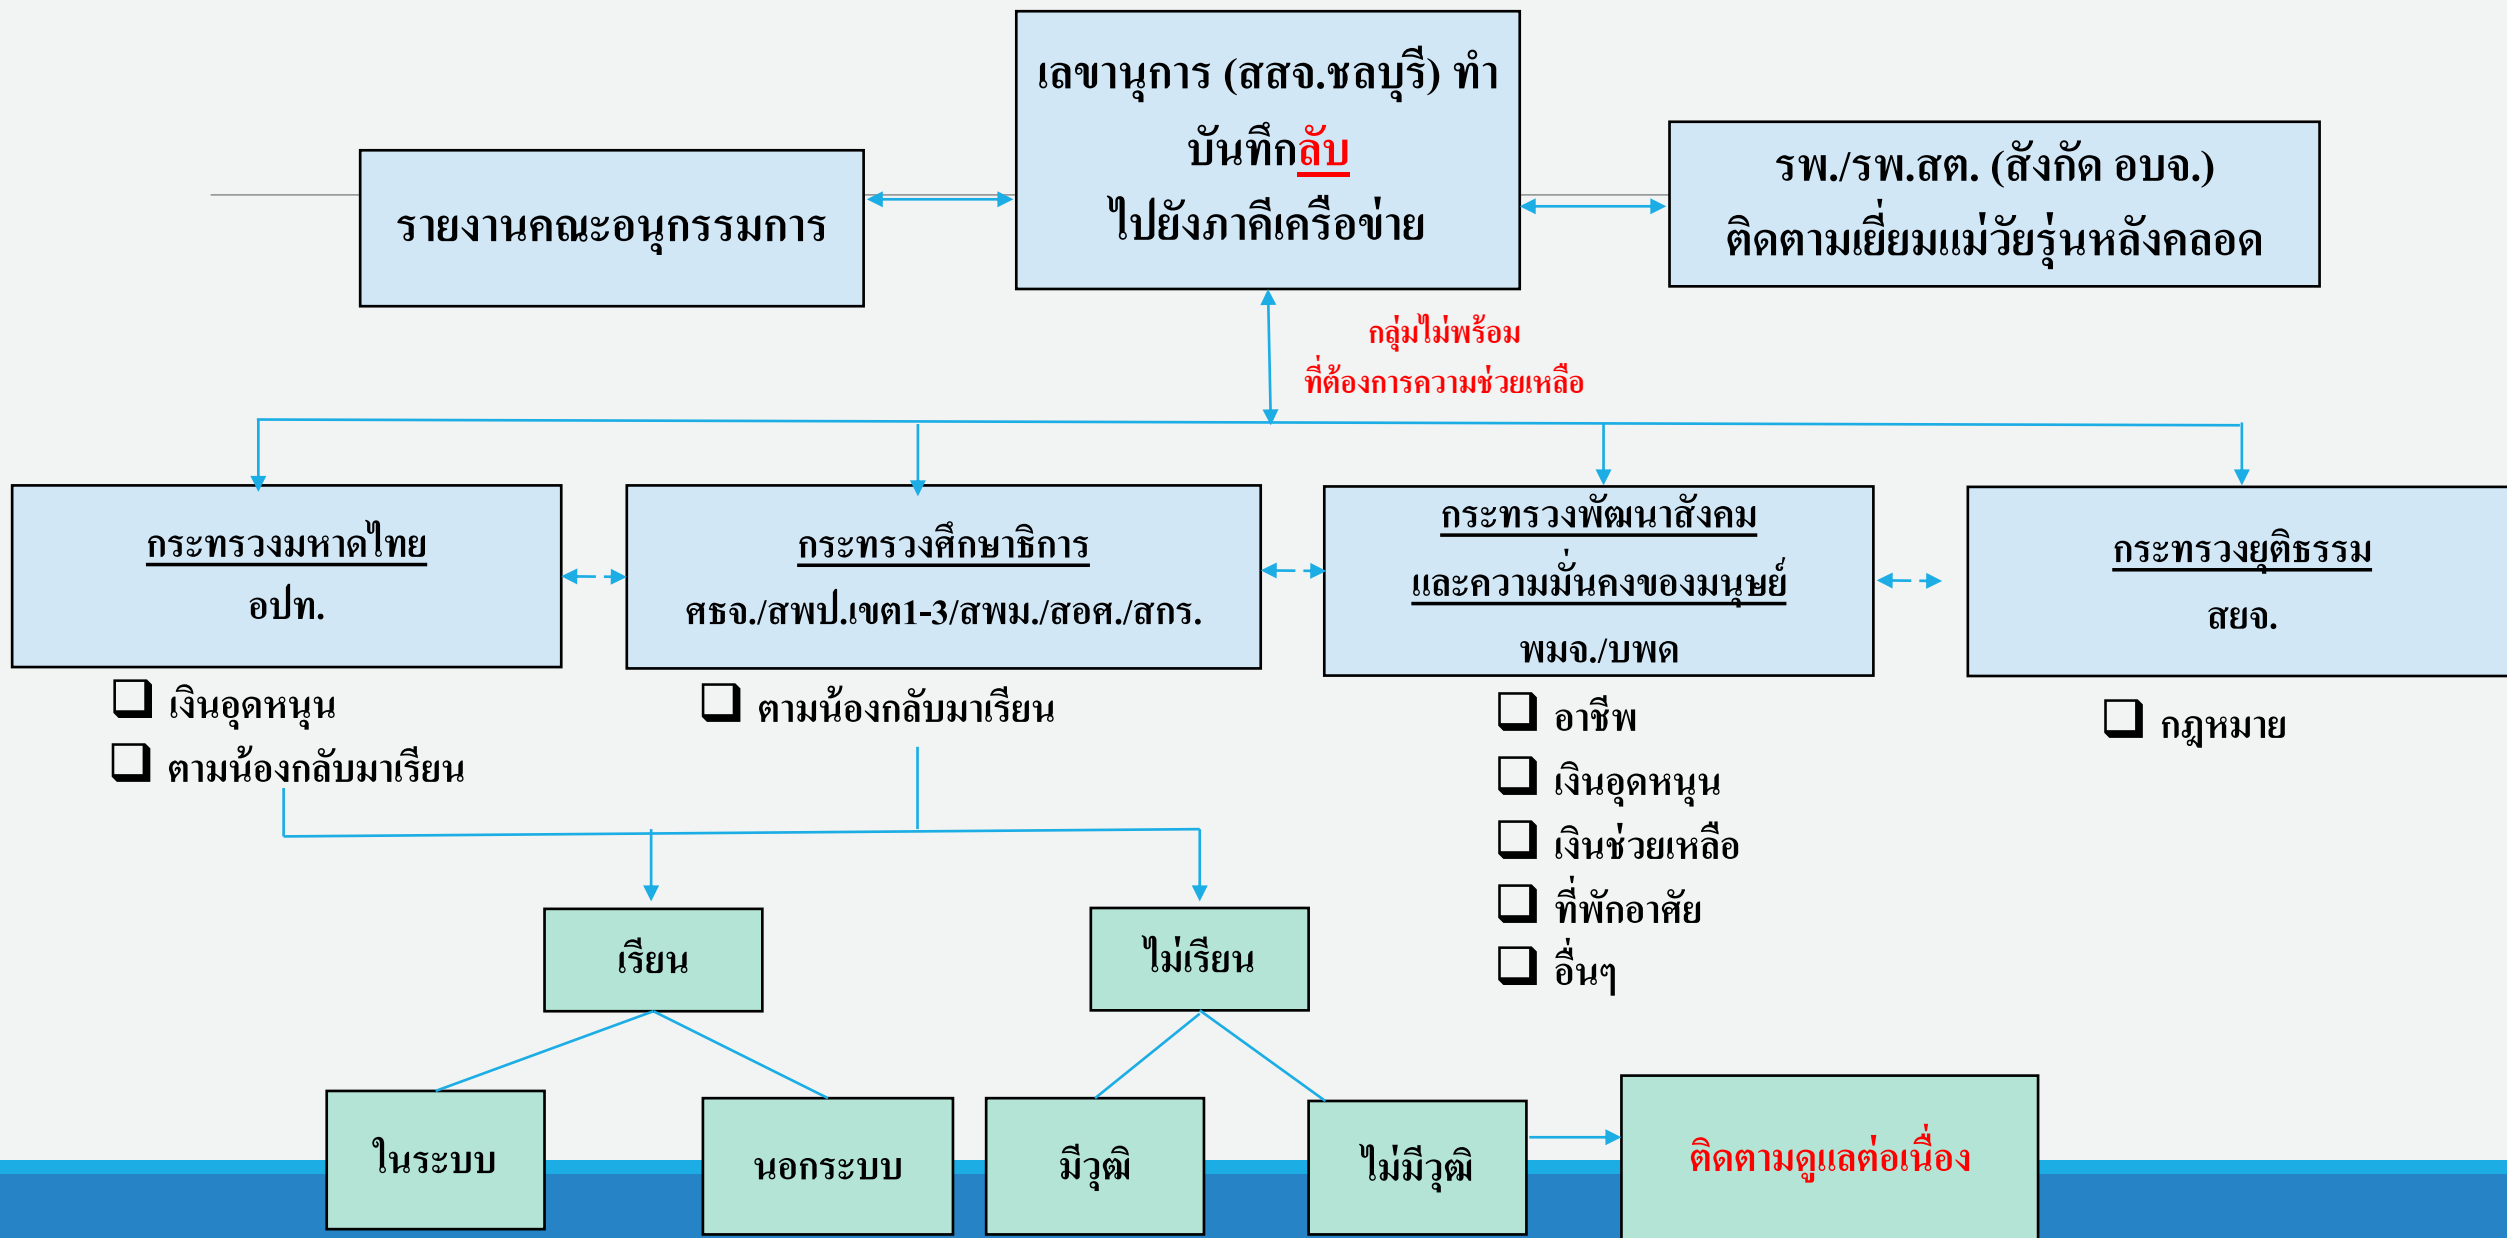 เลขานุการ (สสจ.ชลบุรี) ทำ
บันทึกลับ
ไปยังภาคีเครือข่าย
รายงานคณะอนุกรรมการ
รพ./รพ.สต. (สังกัด อบจ.)
ติดตามเยี่ยมแม่วัยรุ่นหลังคลอด
กลุ่มไม่พร้อม
ที่ต้องการความช่วยเหลือ
กระทรวงมหาดไทย
อปท.
กระทรวงศึกษาธิการ
ศธจ./สพป.เขต1-3/สพม./สอศ./สกร.
กระทรวงพัฒนาสังคม
และความมั่นคงของมนุษย์
พมจ./บพด
กระทรวงยุติธรรม
สยจ.
เงินอุดหนุน
ตามน้องกลับมาเรียน
ตามน้องกลับมาเรียน
อาชีพ
เงินอุดหนุน
เงินช่วยเหลือ
ที่พักอาศัย
อื่นๆ
กฎหมาย
เรียน
ไม่เรียน
ในระบบ
นอกระบบ
มีวุฒิ
ไม่มีวุฒิ
ติดตามดูแลต่อเนื่อง